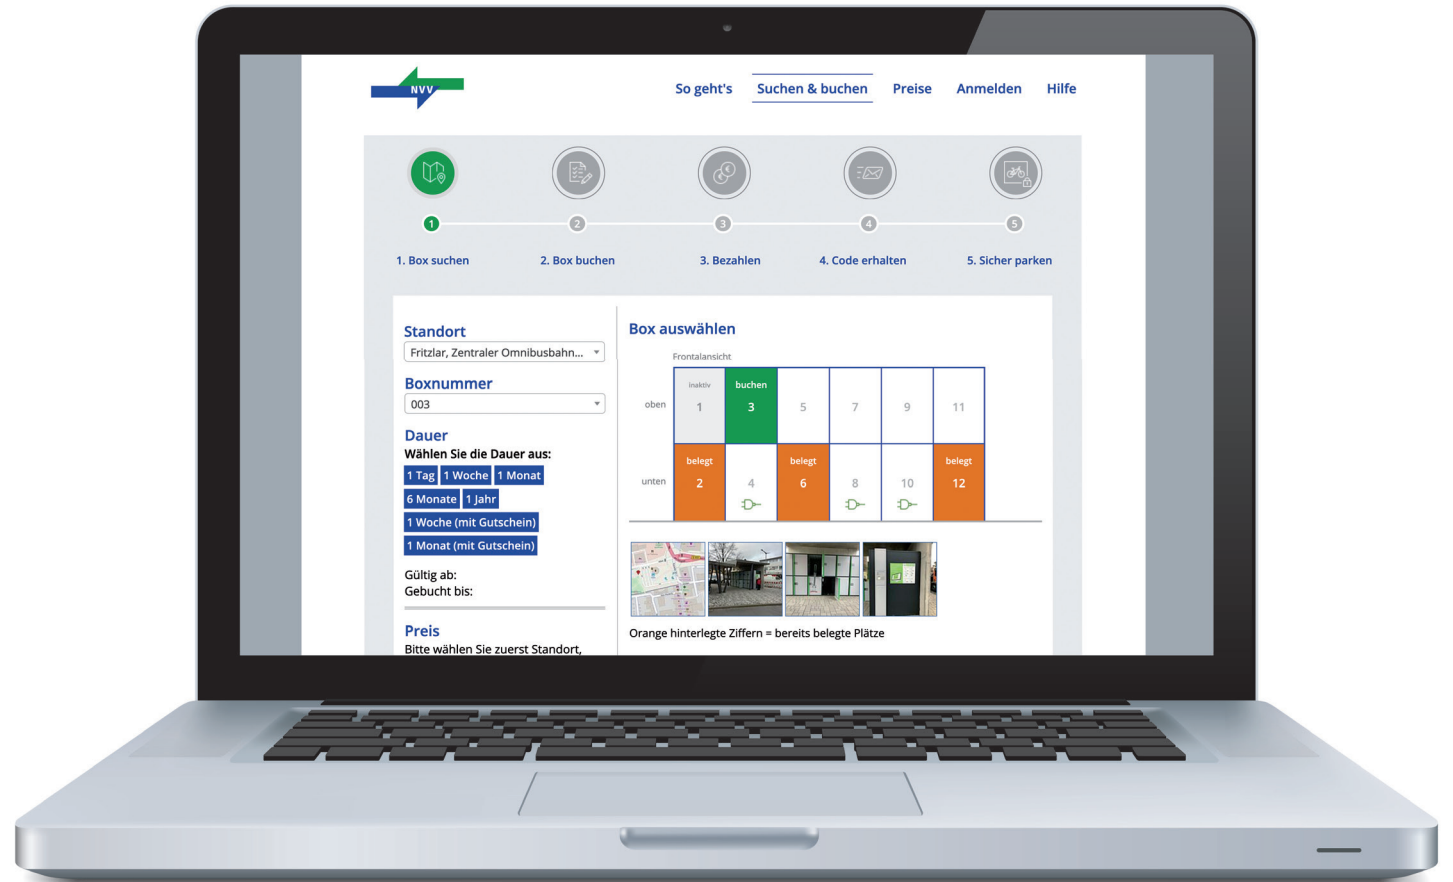 NVV
So geht's
Suchen & buchen
Preise
Anmelden
Hilfe
1
2
3
4
5
1. Box suchen
2. Box buchen
3. Bezahlen
4. Code erhalten
5. Sicher parken
Standort
Fritzlar, Zentraler Omnibusbahn...
Boxnummer
003
Dauer
Wählen Sie die Dauer aus:
1 Tag
1 Woche
1 Monat
6 Monate
1 Jahr
1 Woche (mit Gutschein)
1 Monat (mit Gutschein)
Gültig ab:
Gebucht bis:
Preis
Bitte wählen Sie zuerst Standort,
Box auswählen
Frontalansicht
oben
inaktiv
1
buchen
3
5
7
9
11
unten
belegt
2
4
belegt
6
8
10
belegt
12
Orange hinterlegte Ziffern = bereits belegte Plätze